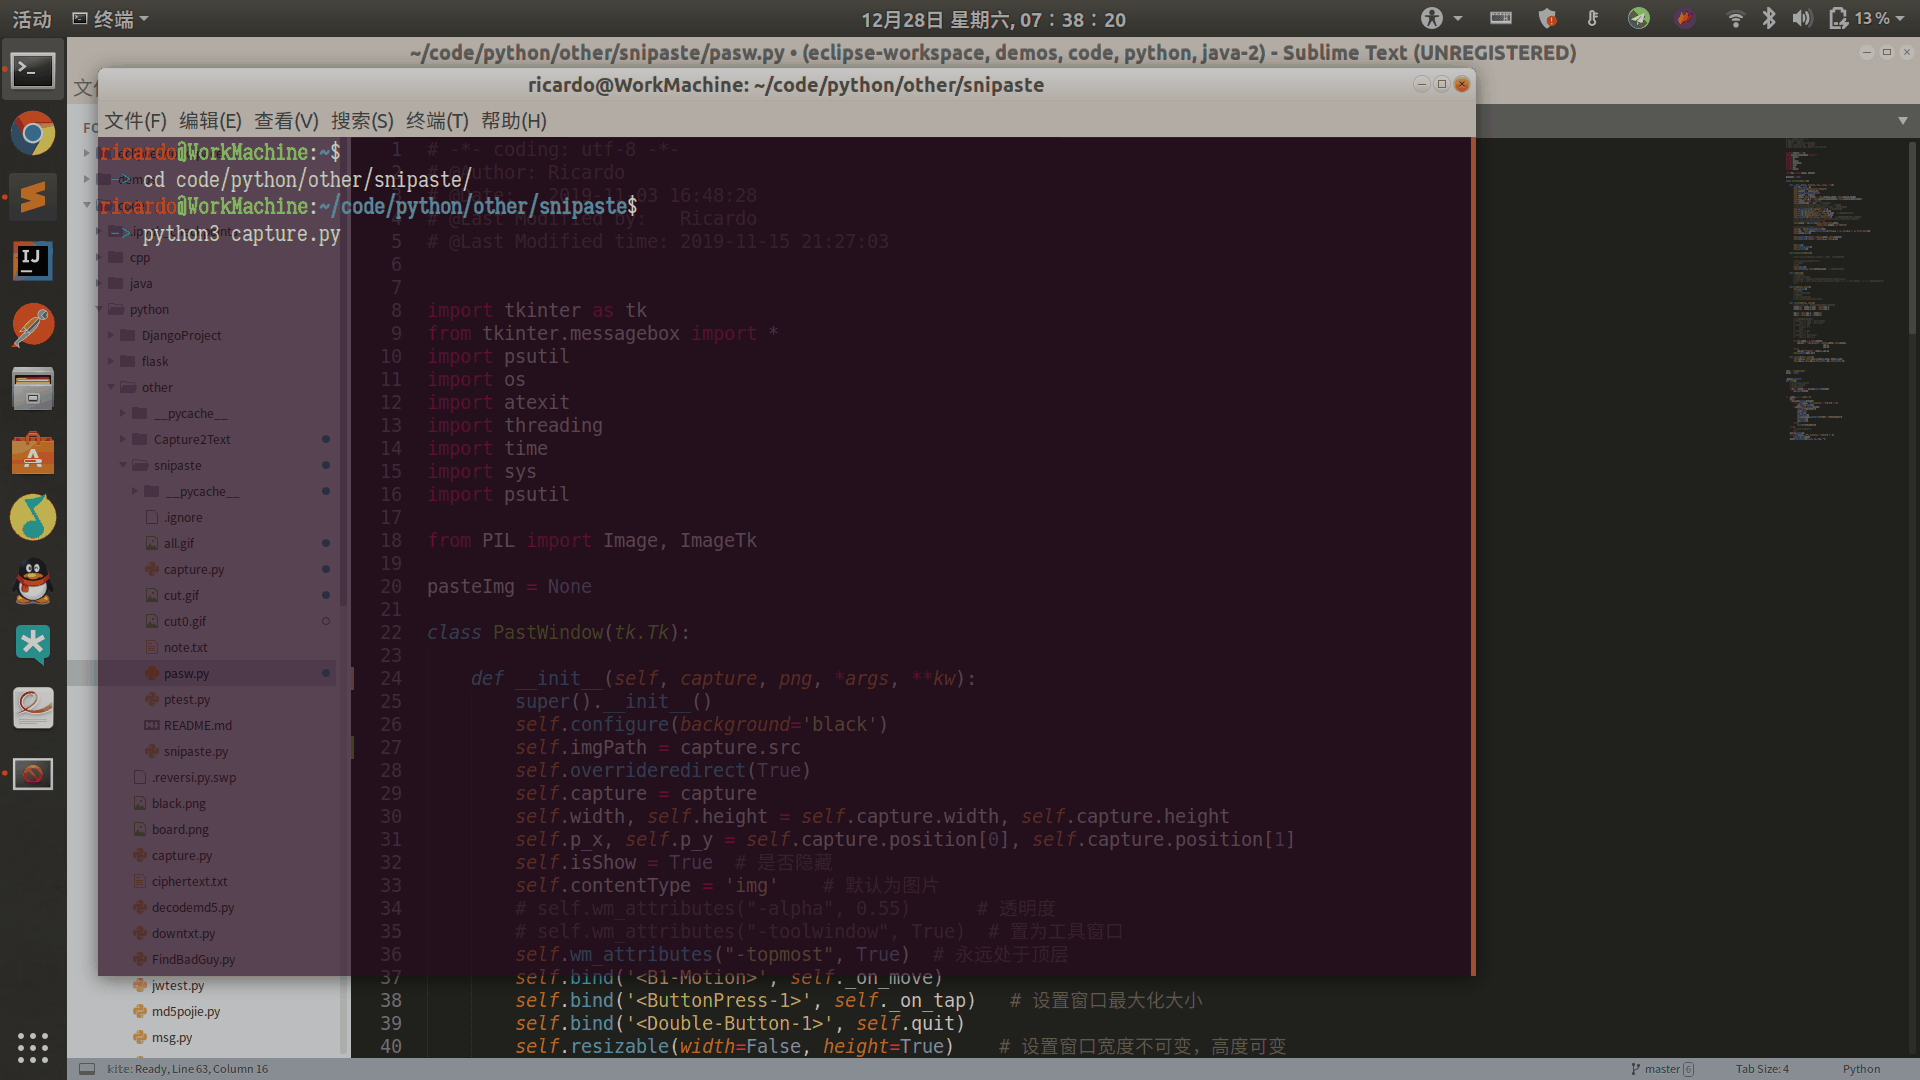 活动 终端 12月28日 星期六, 07：38：20 13 %
~/code/python/other/snipaste/pasw.py • (eclipse-workspace, demos, code, python, java-2) - Sublime Text (UNREGISTERED)
ricardo@WorkMachine: ~/code/python/other/snipaste
文件(F) 编辑(E) 查看(V) 搜索(S) 终端(T) 帮助(H)
ricardo@WorkMachine:~$
-> cd code/python/other/snipaste/
ricardo@WorkMachine:~/code/python/other/snipaste$
-> python3 capture.py
cpp
java
python
DjangoProject
flask
other
__pycache__
Capture2Text
snipaste
__pycache__
.ignore
all.gif
capture.py
cut.gif
cut0.gif
note.txt
pasw.py
ptest.py
README.md
snipaste.py
.reversi.py.swp
black.png
board.png
capture.py
ciphertext.txt
decodemd5.py
downtxt.py
FindBadGuy.py
jwtest.py
md5pojie.py
msg.py
1 # -*- coding: utf-8 -*-
2 # @Author: Ricardo
3 # @Date: 2019-11-03 16:48:28
4 # @Last Modified by: Ricardo
5 # @Last Modified time: 2019-11-15 21:27:03
6
7
8 import tkinter as tk
9 from tkinter.messagebox import *
10 import psutil
11 import os
12 import atexit
13 import threading
14 import time
15 import sys
16 import psutil
17
18 from PIL import Image, ImageTk
19
20 pasteImg = None
21
22 class PastWindow(tk.Tk):
23
24 def __init__(self, capture, png, *args, **kw):
25 super().__init__()
26 self.configure(background='black')
27 self.imgPath = capture.src
28 self.overrideredirect(True)
29 self.capture = capture
30 self.width, self.height = self.capture.width, self.capture.height
31 self.p_x, self.p_y = self.capture.position[0], self.capture.position[1]
32 self.isShow = True # 是否隐藏
33 self.contentType = 'img' # 默认为图片
34 # self.wm_attributes("-alpha", 0.55) # 透明度
35 # self.wm_attributes("-toolwindow", True) # 置为工具窗口
36 self.wm_attributes("-topmost", True) # 永远处于顶层
37 self.bind('<B1-Motion>', self._on_move)
38 self.bind('<ButtonPress-1>', self._on_tap) # 设置窗口最大化大小
39 self.bind('<Double-Button-1>', self.quit)
40 self.resizable(width=False, height=True) # 设置窗口宽度不可变，高度可变
kite: Ready, Line 63, Column 16 master 6 Tab Size: 4 Python